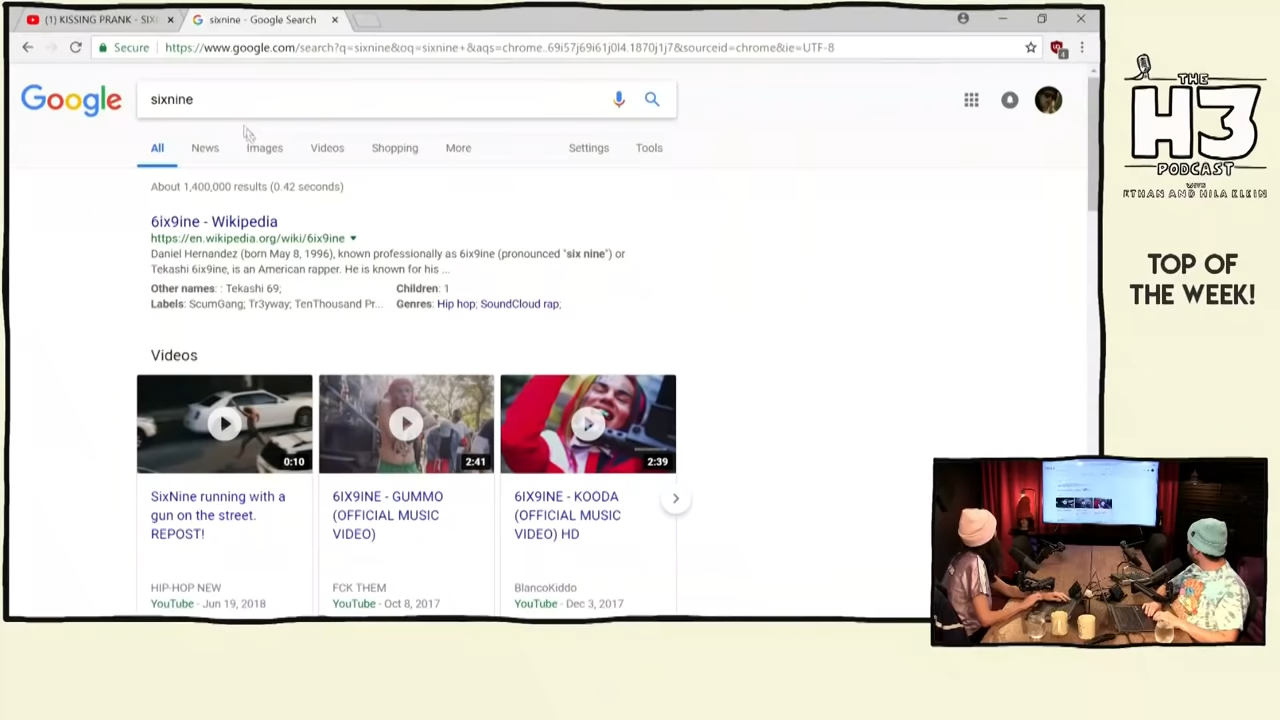 (1) KISSING PRANK - SIX
sixnine - Google Search
Secure
https://www.google.com/search?q=sixnine&oq=sixnine+&aqs=chrome..69i57j69i61j0l4.1870j1j7&sourceid=chrome&ie=UTF-8
4
Google
sixnine
All
News
Images
Videos
Shopping
More
Settings
Tools
About 1,400,000 results (0.42 seconds)
6ix9ine - Wikipedia
https://en.wikipedia.org/wiki/6ix9ine
Daniel Hernandez (born May 8, 1996), known professionally as 6ix9ine (pronounced "six nine") or
Tekashi 6ix9ine, is an American rapper. He is known for his ...
Other names: : Tekashi 69;
Children: 1
Labels: ScumGang; Tr3yway; TenThousand Pr...
Genres: Hip hop; SoundCloud rap;
Videos
0:10
2:41
2:39
SixNine running with a
gun on the street.
REPOST!
HIP-HOP NEW
YouTube - Jun 19, 2018
6IX9INE - GUMMO
(OFFICIAL MUSIC
VIDEO)
FCK THEM
YouTube - Oct 8, 2017
6IX9INE - KOODA
(OFFICIAL MUSIC
VIDEO) HD
BlancoKiddo
YouTube - Dec 3, 2017
THE
H3
PODCAST
WITH
ETHAN AND HILA KLEIN
TOP OF
THE WEEK!